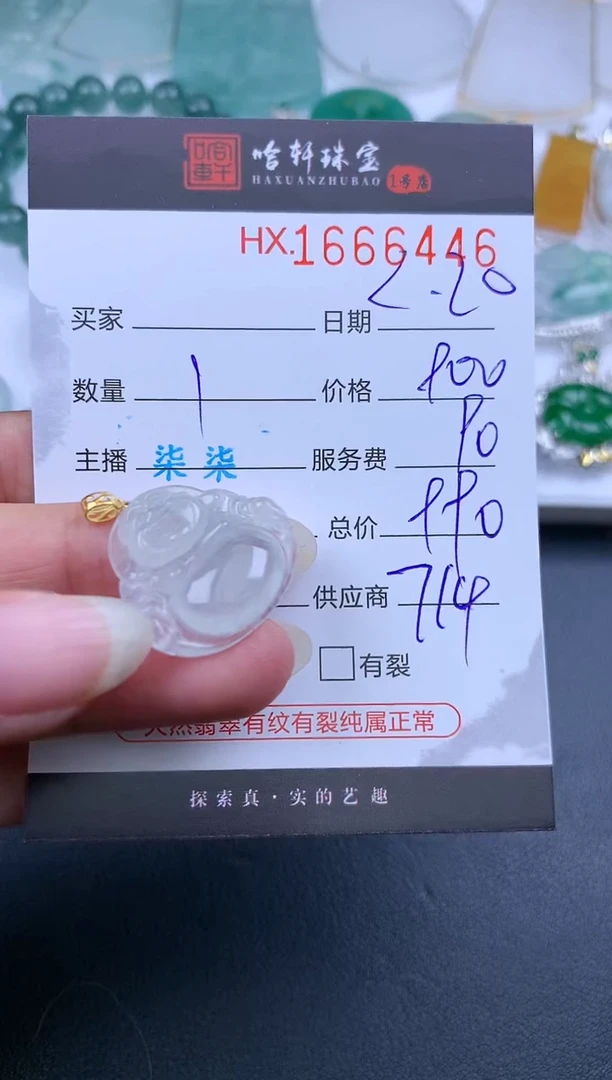 哈轩
哈轩珠宝
HAXUANZHUBAO 1号店
HX.1666446
买家 日期 2.20
数量 1 价格 100
主播 柒柒 服务费 10
总价 110
供应商 714
有裂
天然翡翠有纹有裂纯属正常
探索真·实的艺趣